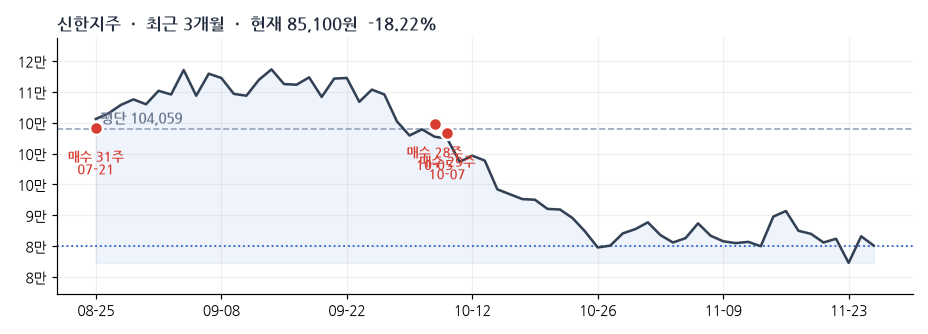 신한지주 · 최근 3개월 · 현재 85,100원 -18.22%
12만
11만
10만
평단 104,059
10만
10만
9만
8만
8만
매수 31주
07-21
매수 28주
10-07
08-25
09-08
09-22
10-12
10-26
11-09
11-23